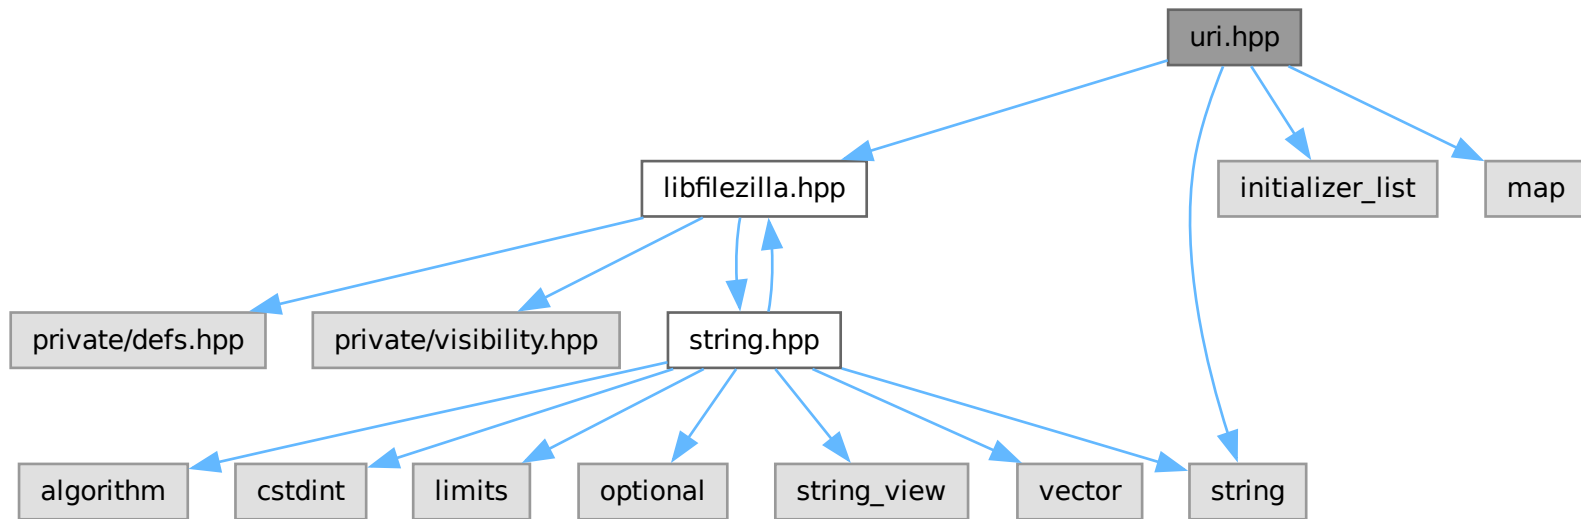 uri.hpp
libfilezilla.hpp
initializer_list
map
private/defs.hpp
private/visibility.hpp
string.hpp
algorithm
cstdint
limits
optional
string_view
vector
string